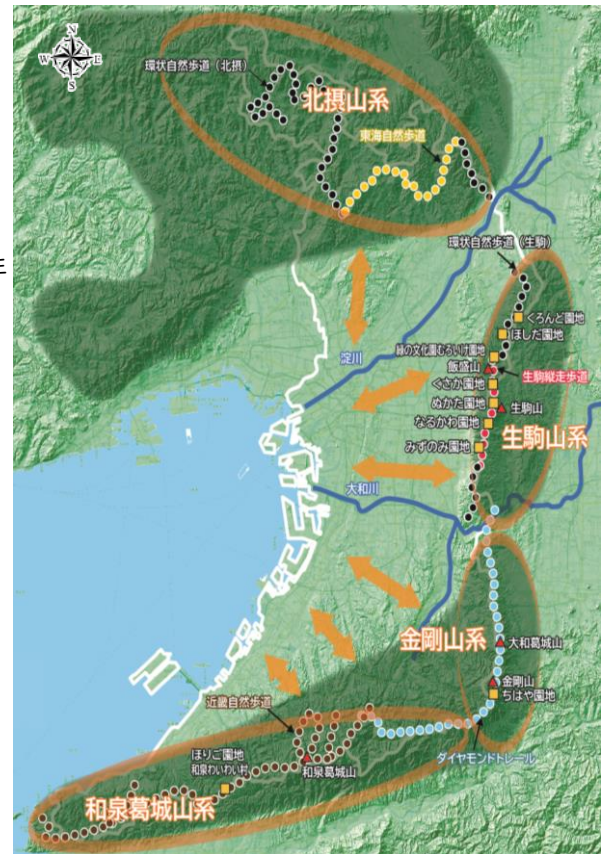 N
W E
S
環状自然歩道（北摂）
北摂山系
東海自然歩道
環状自然歩道（生駒）
くろんど園地
ほしだ園地
緑の文化園むろいけ園地
飯盛山
生駒縦走歩道
くさか園地
ぬかた園地
生駒山
なるかわ園地
生駒山系
みずのみ園地
淀川
大和川
金剛山系
大和葛城山
金剛山
ちはや園地
近畿自然歩道
ダイヤモンドトレール
ほりご園地
和泉わいわい村
和泉葛城山
和泉葛城山系